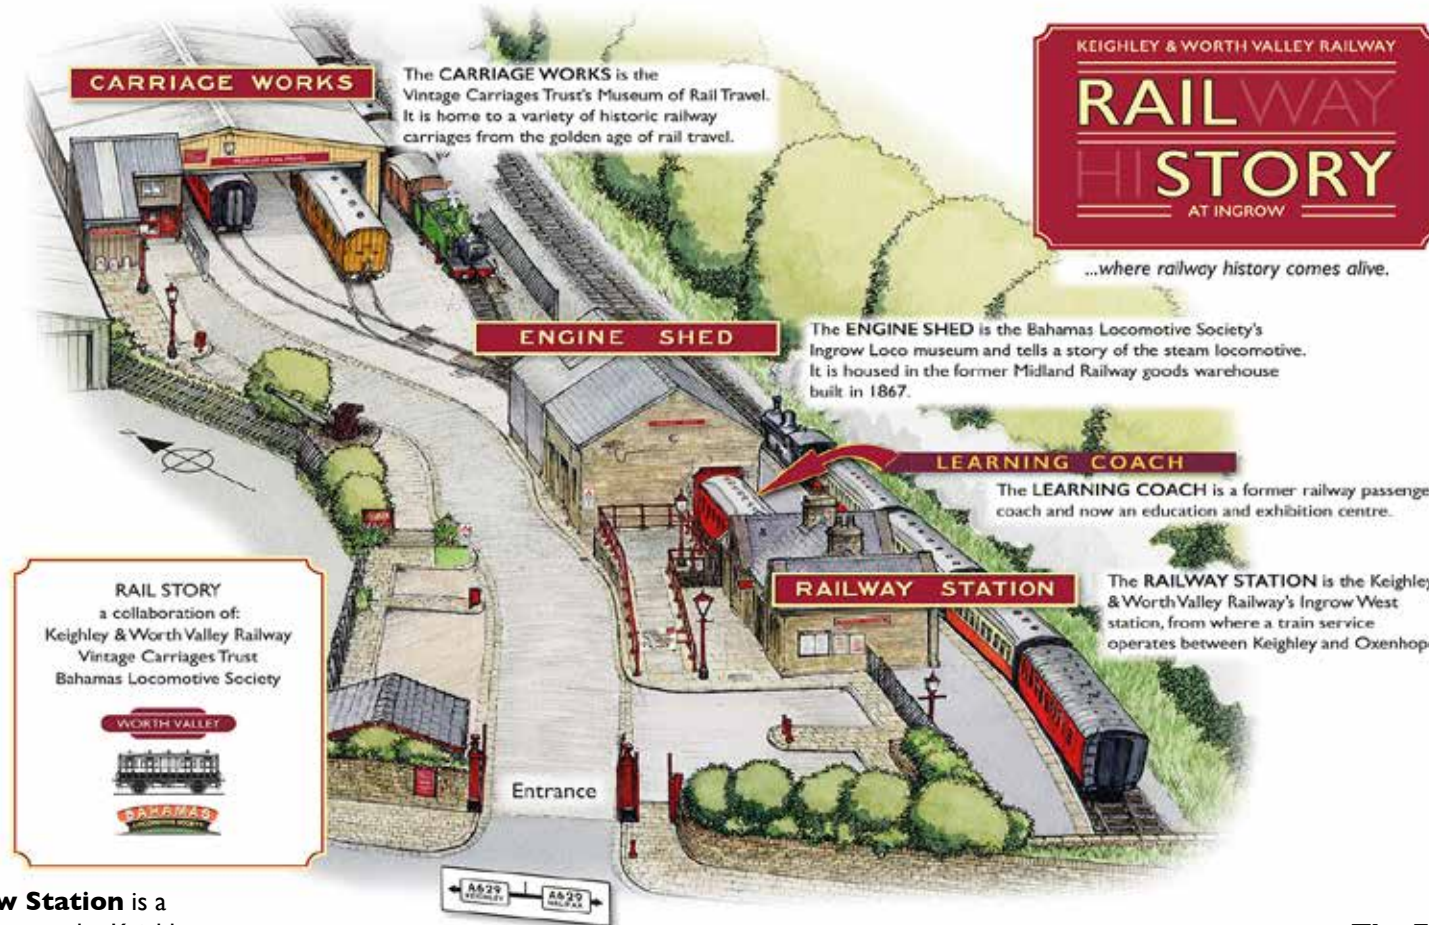 KEIGHLEY & WORTH VALLEY RAILWAY
RAILWAY
HISTORY
AT INGROW
...where railway history comes alive.
CARRIAGE WORKS
The CARRIAGE WORKS is the
Vintage Carriages Trust's Museum of Rail Travel.
It is home to a variety of historic railway
carriages from the golden age of rail travel.
ENGINE SHED
The ENGINE SHED is the Bahamas Locomotive Society's
Ingrow Loco museum and tells a story of the steam locomotive.
It is housed in the former Midland Railway goods warehouse
built in 1867.
LEARNING COACH
The LEARNING COACH is a former railway passenge
coach and now an education and exhibition centre.
RAILWAY STATION
The RAILWAY STATION is the Keighley
& Worth Valley Railway's Ingrow West
station, from where a train service
operates between Keighley and Oxenhop
RAIL STORY
a collaboration of:
Keighley & Worth Valley Railway
Vintage Carriages Trust
Bahamas Locomotive Society
WORTH VALLEY
BAHAMAS
LOCOMOTIVE SOCIETY
Entrance
A629
KEIGHLEY
A629
HALIFAX
w Station is a